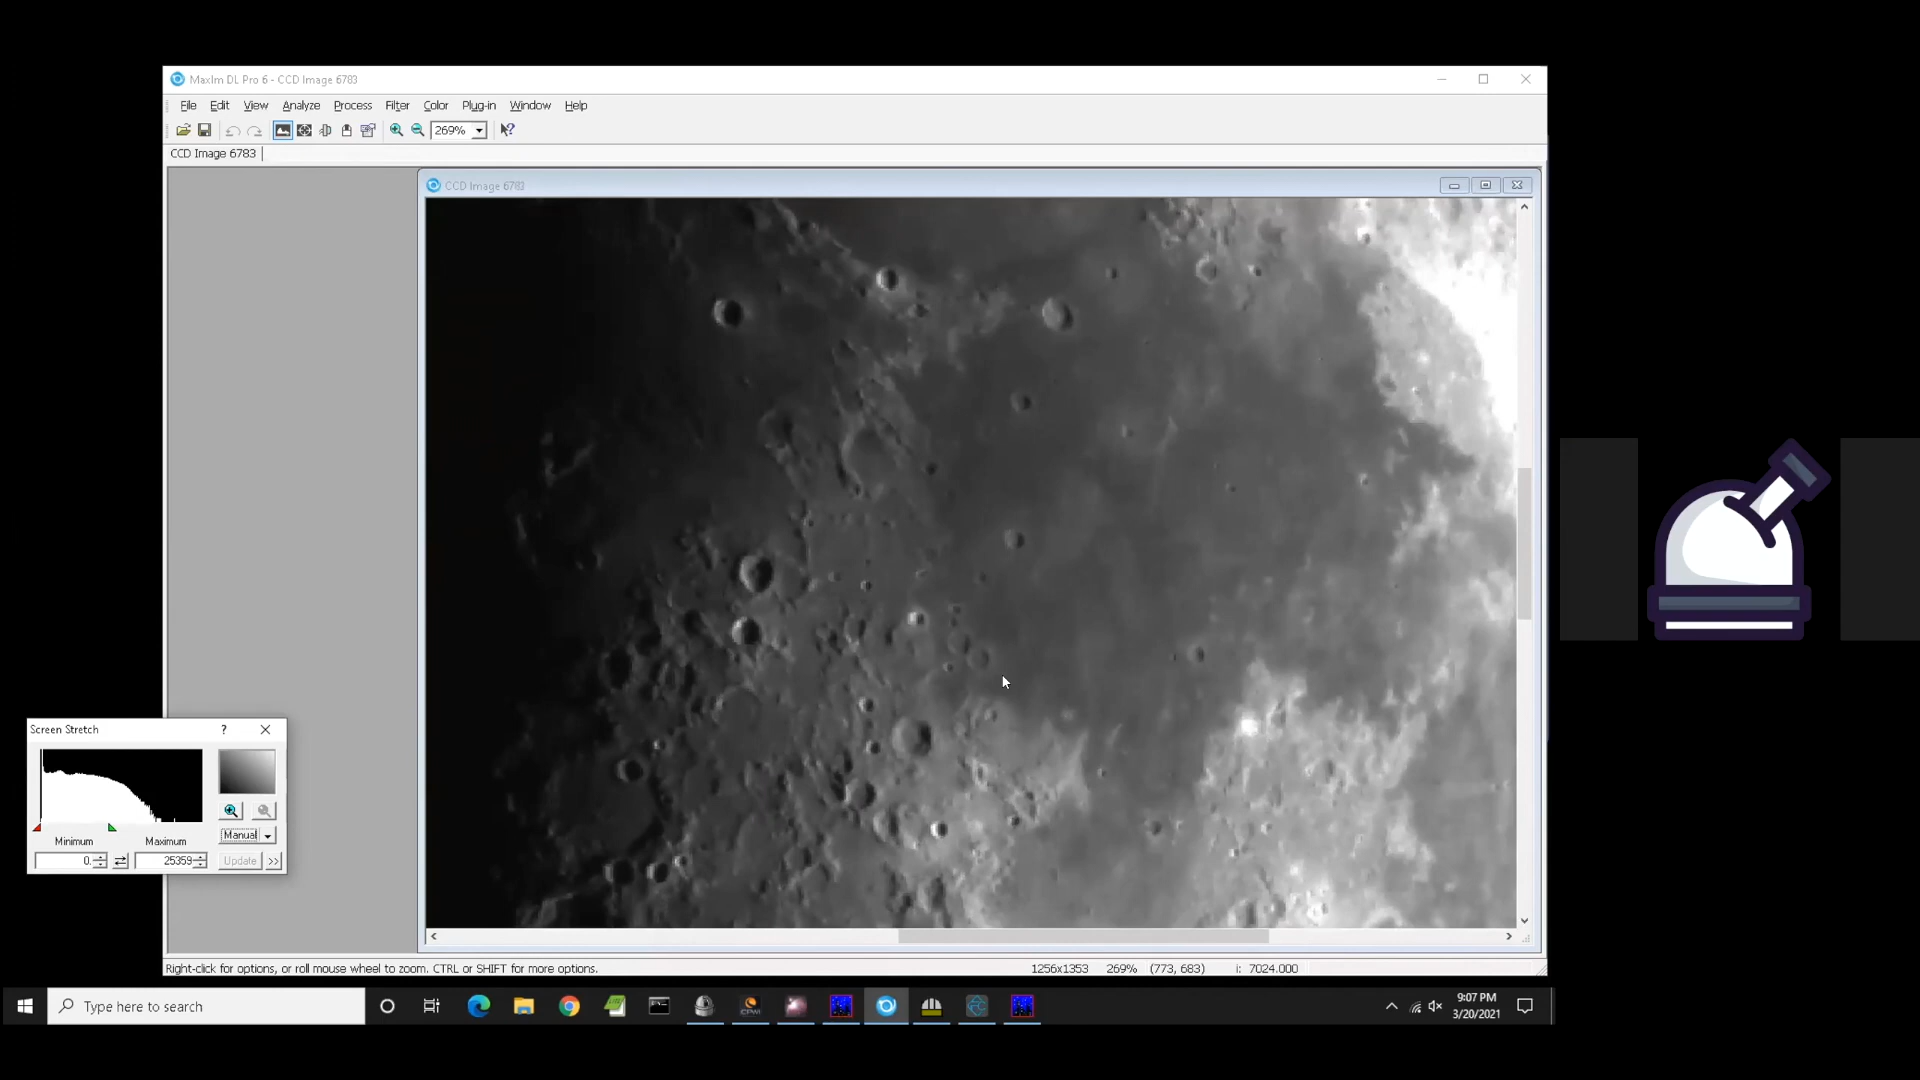 MaxIm DL Pro 6 - CCD Image 6783
File Edit View Analyze Process Filter Color Plug-in Window Help
269%
CCD Image 6783
CCD Image 6783
Screen Stretch ?
Minimum Maximum
Manual
0. 25359
Update >>
Right-click for options, or roll mouse wheel to zoom. CTRL or SHIFT for more options. 1256x1353 269% (773, 683) i: 7024.000
Type here to search
CPWI
9:07 PM
3/20/2021